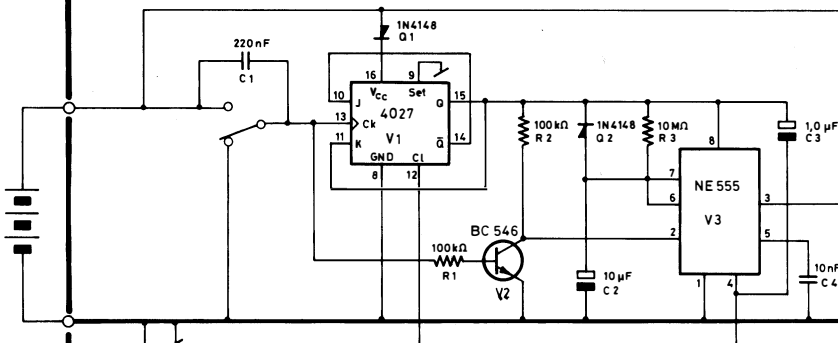 1N4148
Q1
220nF
C1
16
9
Vcc
Set
10
J
4027
Q
15
13
Ck
11
K
V1
Q̅
14
GND
Cl
8
12
100kΩ
R2
1N4148
Q2
10MΩ
R3
1,0µF
C3
8
7
NE555
6
V3
3
2
5
1
4
BC 546
V2
100kΩ
R1
10µF
C2
10nF
C4